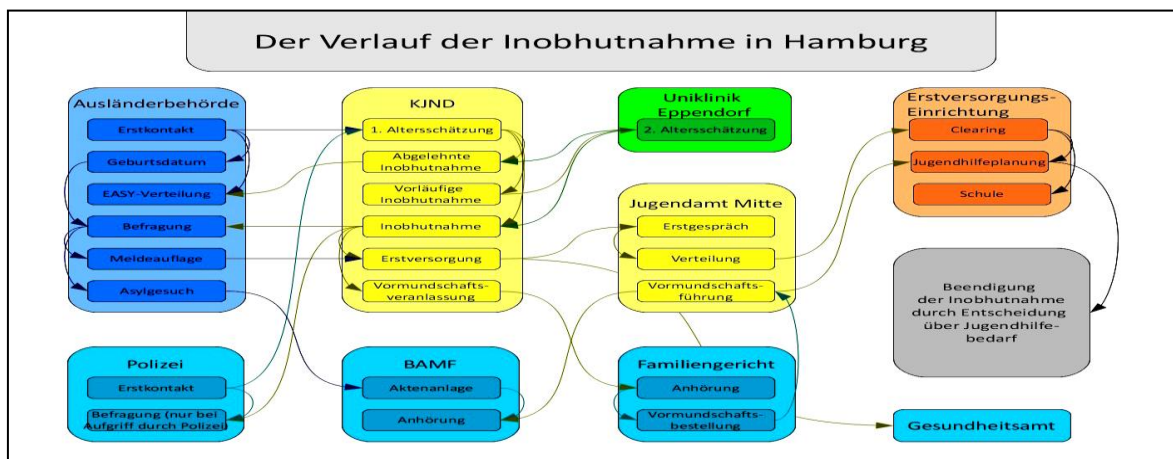 Der Verlauf der Inobhutnahme in Hamburg
Ausländerbehörde
Erstkontakt
Geburtsdatum
EASY-Verteilung
Befragung
Meldeauflage
Asylgesuch
KJND
1. Altersschätzung
Abgelehnte
Inobhutnahme
Vorläufige
Inobhutnahme
Inobhutnahme
Erstversorgung
Vormundschafts-
veranlassung
Uniklinik
Eppendorf
2. Altersschätzung
Jugendamt Mitte
Erstgespräch
Verteilung
Vormundschafts-
führung
Erstversorgungs-
Einrichtung
Clearing
Jugendhilfeplanung
Schule
Beendigung
der Inobhutnahme
durch Entscheidung
über Jugendhilfe-
bedarf
Polizei
Erstkontakt
Befragung (nur bei
Aufgriff durch Polizei)
BAMF
Aktenanlage
Anhörung
Familiengericht
Anhörung
Vormundschafts-
bestellung
Gesundheitsamt